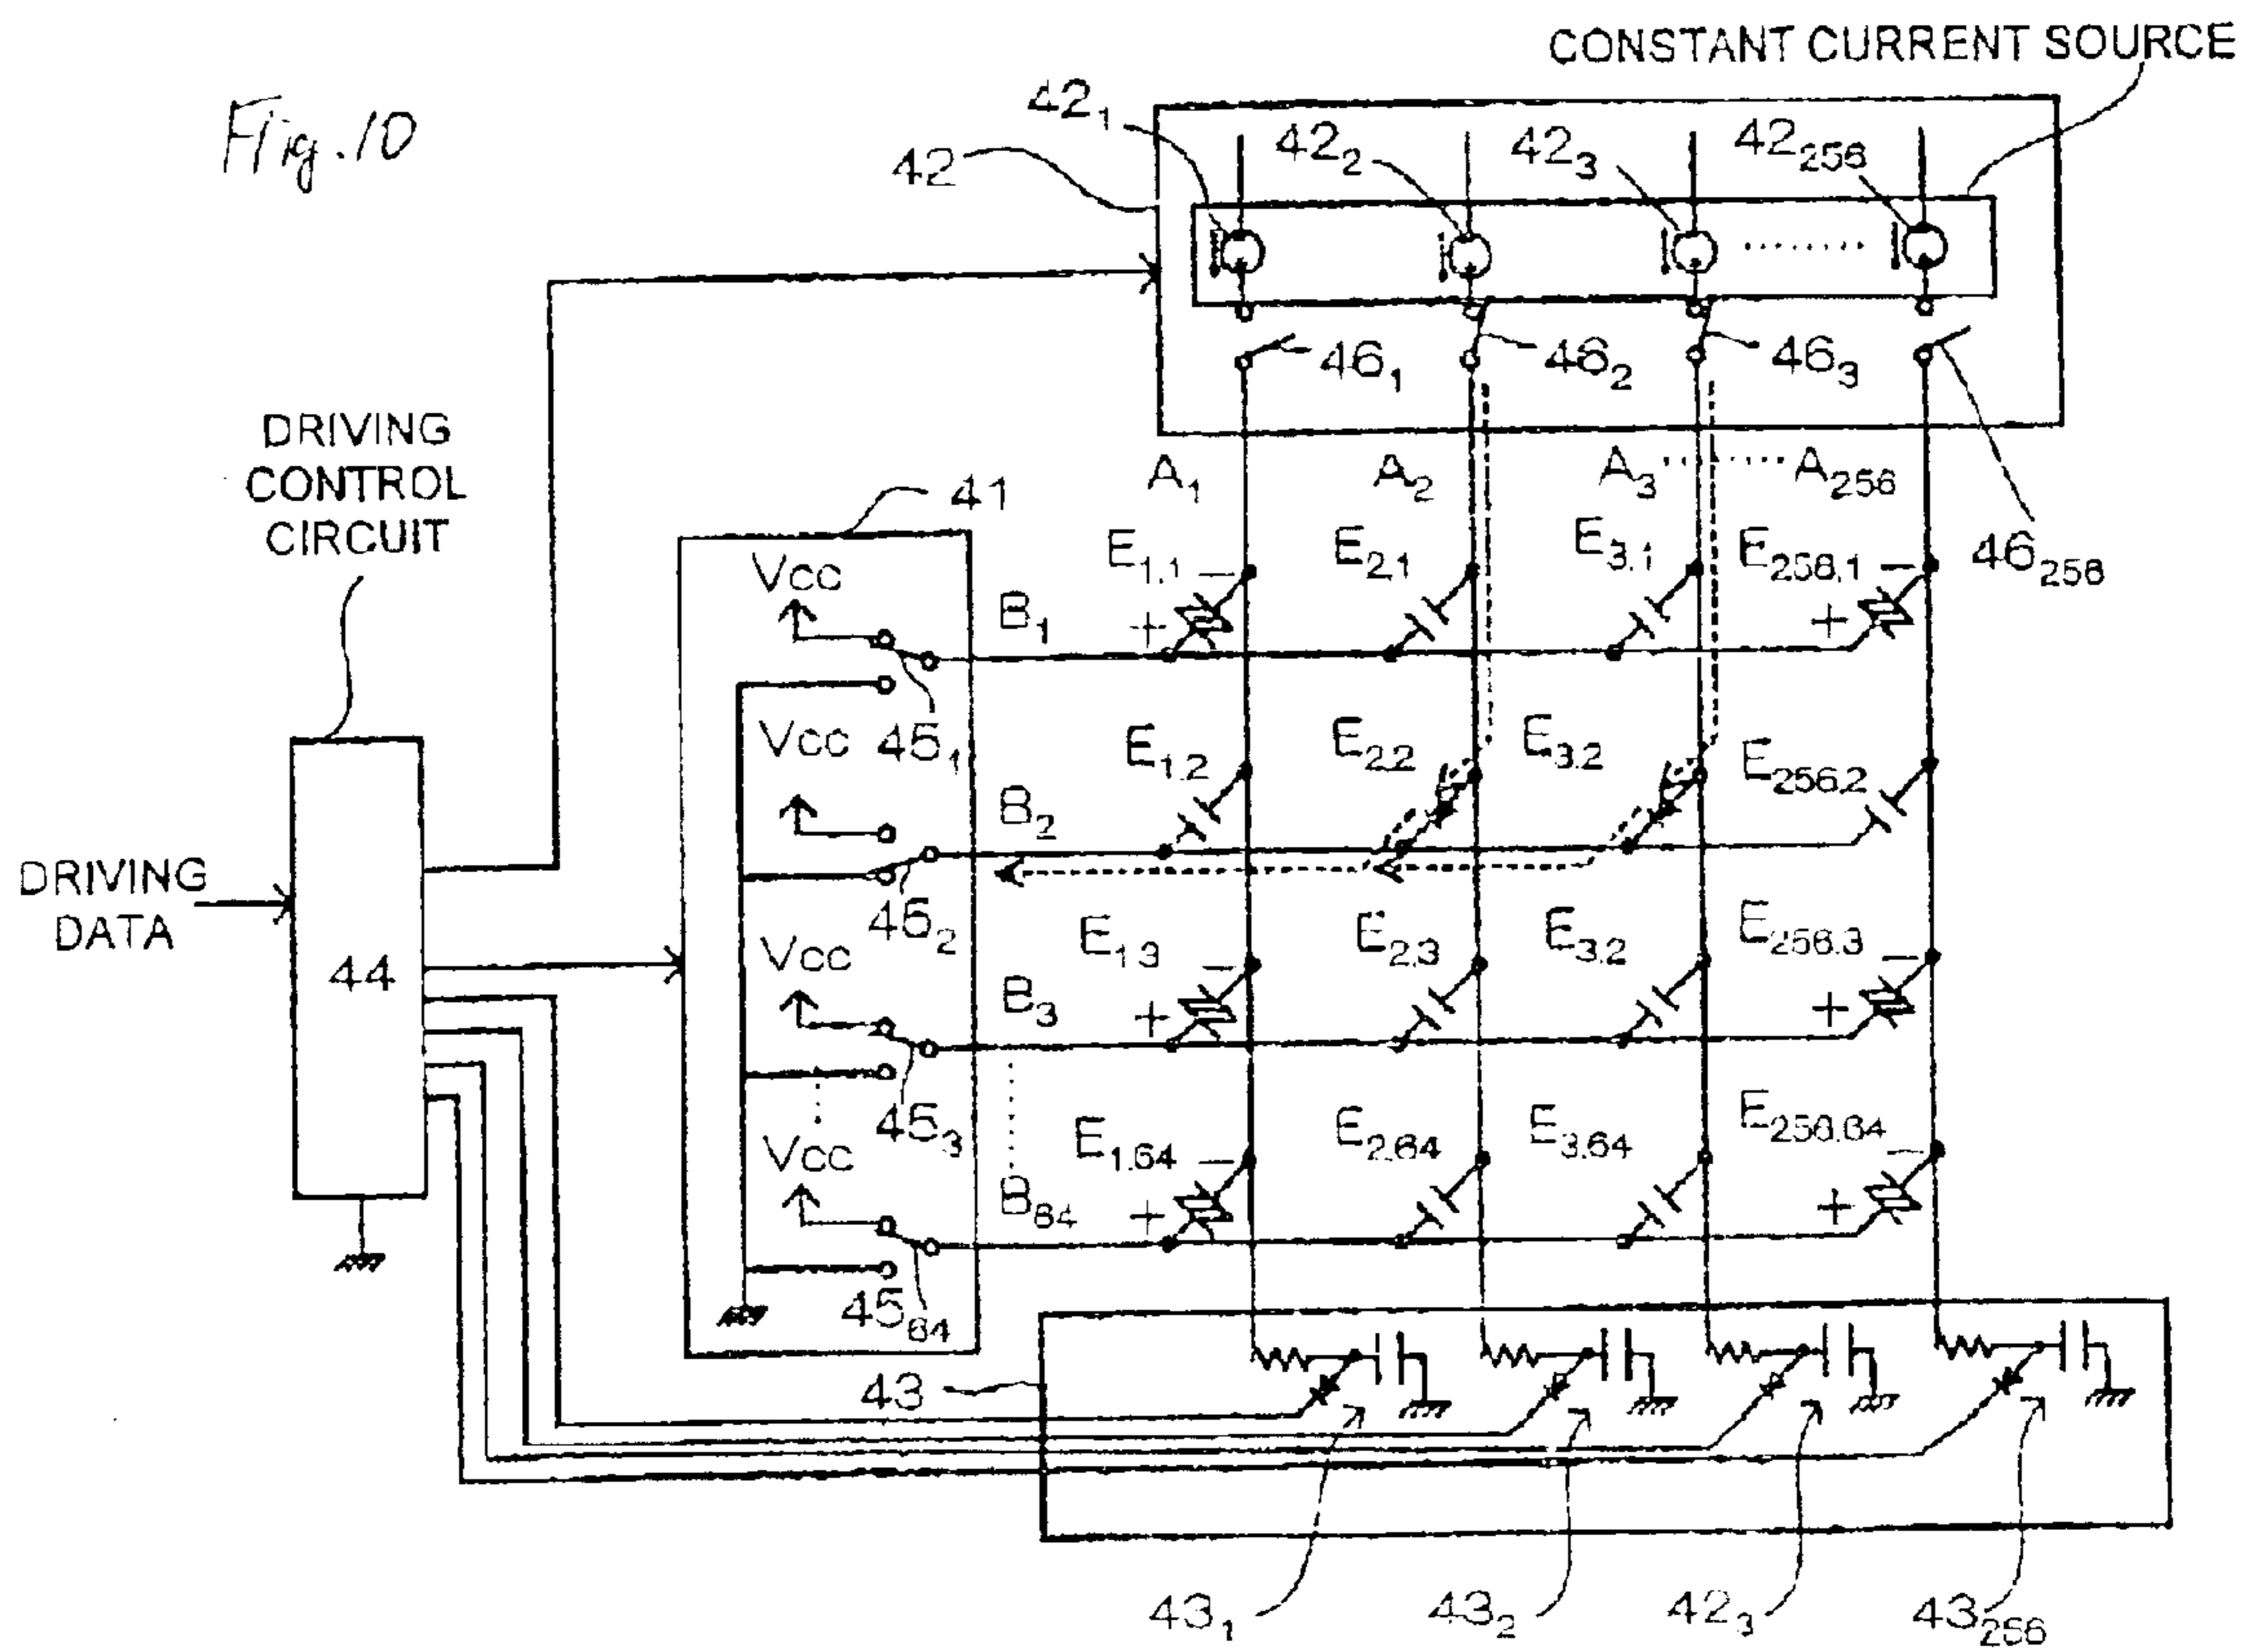 Fig. 10
CONSTANT CURRENT SOURCE
42₁
42
42₂
42₃
42₂₅₆
46₁
46₂
46₃
DRIVING
CONTROL
CIRCUIT
41
A₁
A₂
A₃ ······ A₂₅₆
46₂₅₆
Vcc
B₁
E₁.₁ −
+
E₂.₁
E₃.₁
E₂₅₆.₁ −
+
45₁
Vcc
B₂
E₁.₂
E₂.₂
E₃.₂
E₂₅₆.₂
45₂
DRIVING
DATA
44
Vcc
B₃
E₁.₃ −
+
E₂.₃
E₃.₂
E₂₅₆.₃ −
+
45₃
Vcc
B₆₄
E₁.₆₄ −
+
E₂.₆₄
E₃.₆₄
E₂₅₆.₆₄ −
+
45₆₄
43
43₁
43₂
42₃
43₂₅₆